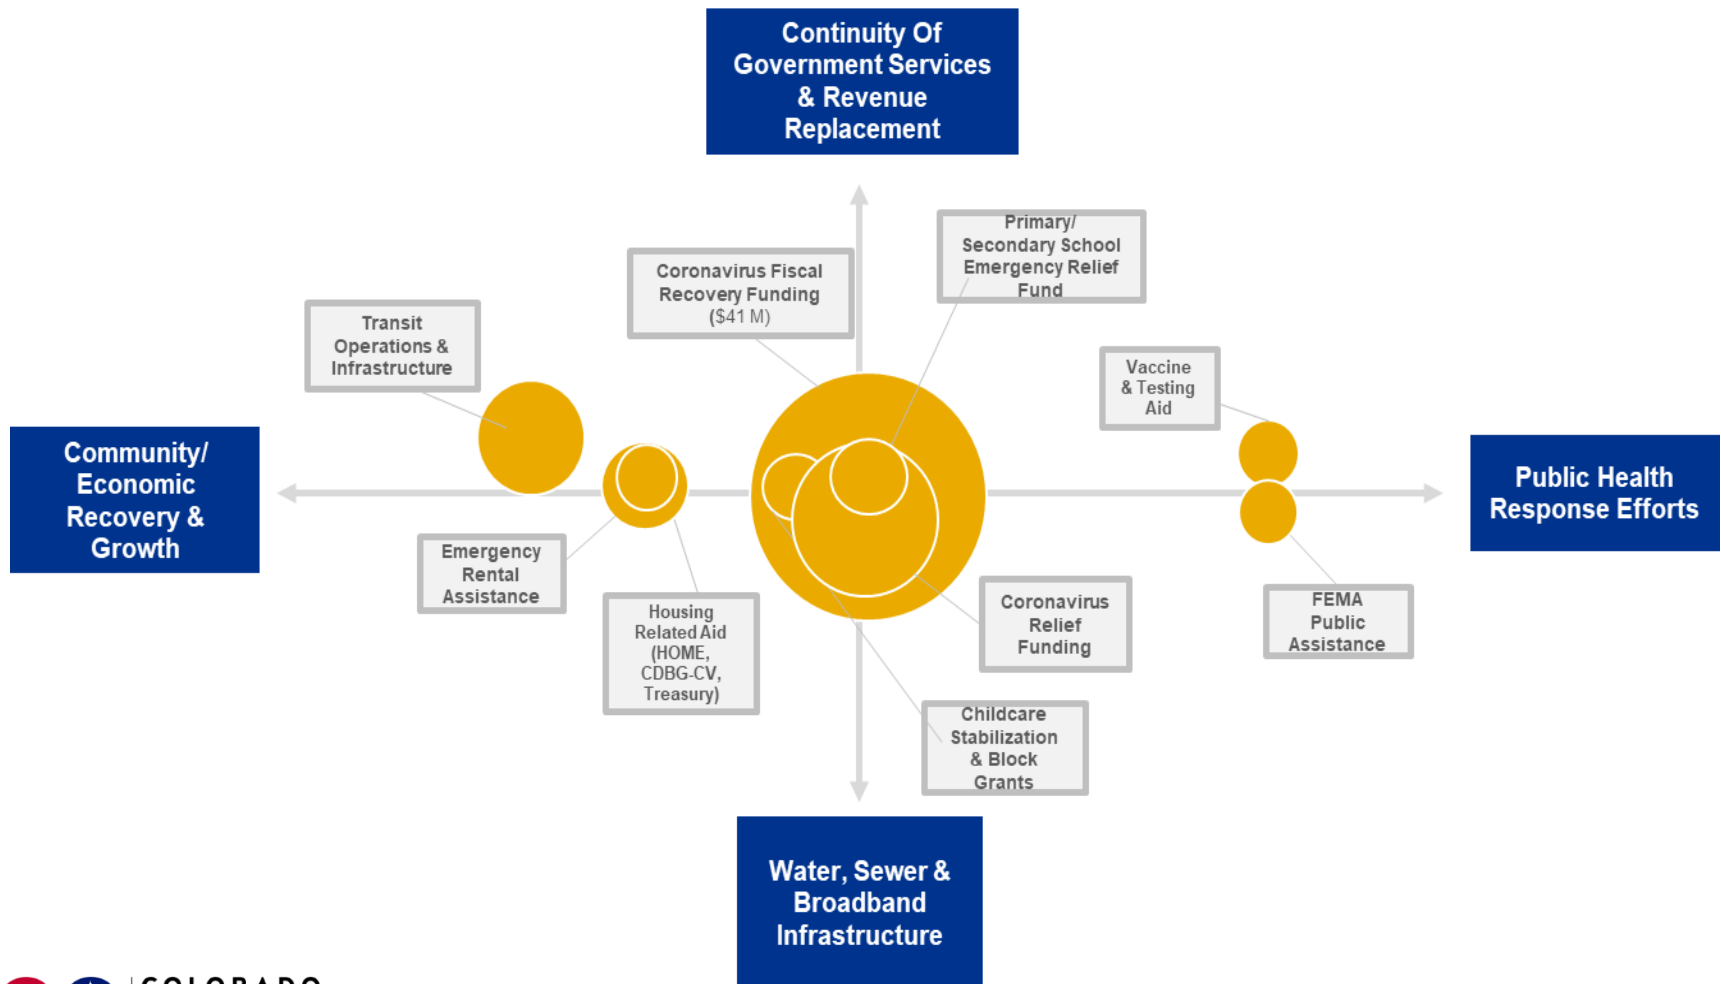 Continuity Of
Government Services
& Revenue
Replacement
Primary/
Secondary School
Emergency Relief
Fund
Coronavirus Fiscal
Recovery Funding
($41 M)
Transit
Operations &
Infrastructure
Vaccine
& Testing
Aid
Community/
Economic
Recovery &
Growth
Public Health
Response Efforts
Emergency
Rental
Assistance
Housing
Related Aid
(HOME,
CDBG-CV,
Treasury)
Coronavirus
Relief
Funding
FEMA
Public
Assistance
Childcare
Stabilization
& Block
Grants
Water, Sewer &
Broadband
Infrastructure
COLORADO